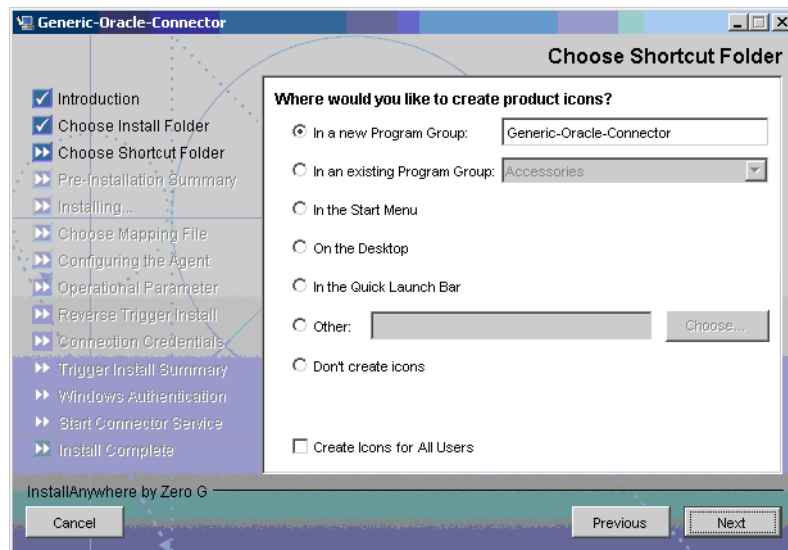 Generic-Oracle-Connector
Choose Shortcut Folder
Introduction
Choose Install Folder
Choose Shortcut Folder
Pre-Installation Summary
Installing...
Choose Mapping File
Configuring the Agent
Operational Parameter
Reverse Trigger Install
Connection Credentials
Trigger Install Summary
Windows Authentication
Start Connector Service
Install Complete
Where would you like to create product icons?
In a new Program Group: Generic-Oracle-Connector
In an existing Program Group: Accessories
In the Start Menu
On the Desktop
In the Quick Launch Bar
Other: Choose...
Don't create icons
Create Icons for All Users
InstallAnywhere by Zero G
Cancel Previous Next